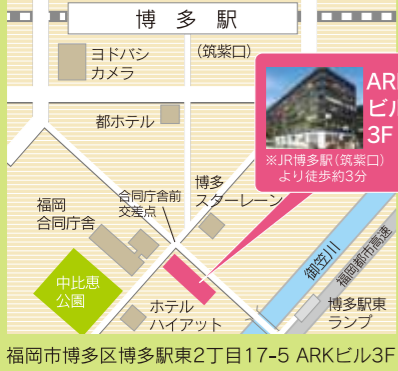 博多駅
ヨドバシ
カメラ
(筑紫口)
都ホテル
ARK
ビル
3F
※JR博多駅(筑紫口)
より徒歩約3分
合同庁舎前
交差点
博多
スターレーン
福岡
合同庁舎
中比恵
公園
ホテル
ハイアット
御笠川
福岡都市高速
博多駅東
ランプ
福岡市博多区博多駅東2丁目17-5 ARKビル3F